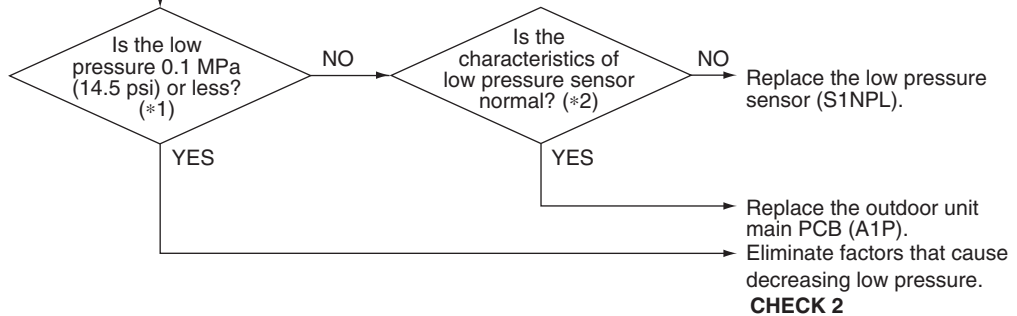 Is the low
pressure 0.1 MPa
(14.5 psi) or less?
(*1)
NO
Is the
characteristics of
low pressure sensor
normal? (*2)
NO
Replace the low pressure
sensor (S1NPL).
YES
YES
Replace the outdoor unit
main PCB (A1P).
Eliminate factors that cause
decreasing low pressure.
CHECK 2